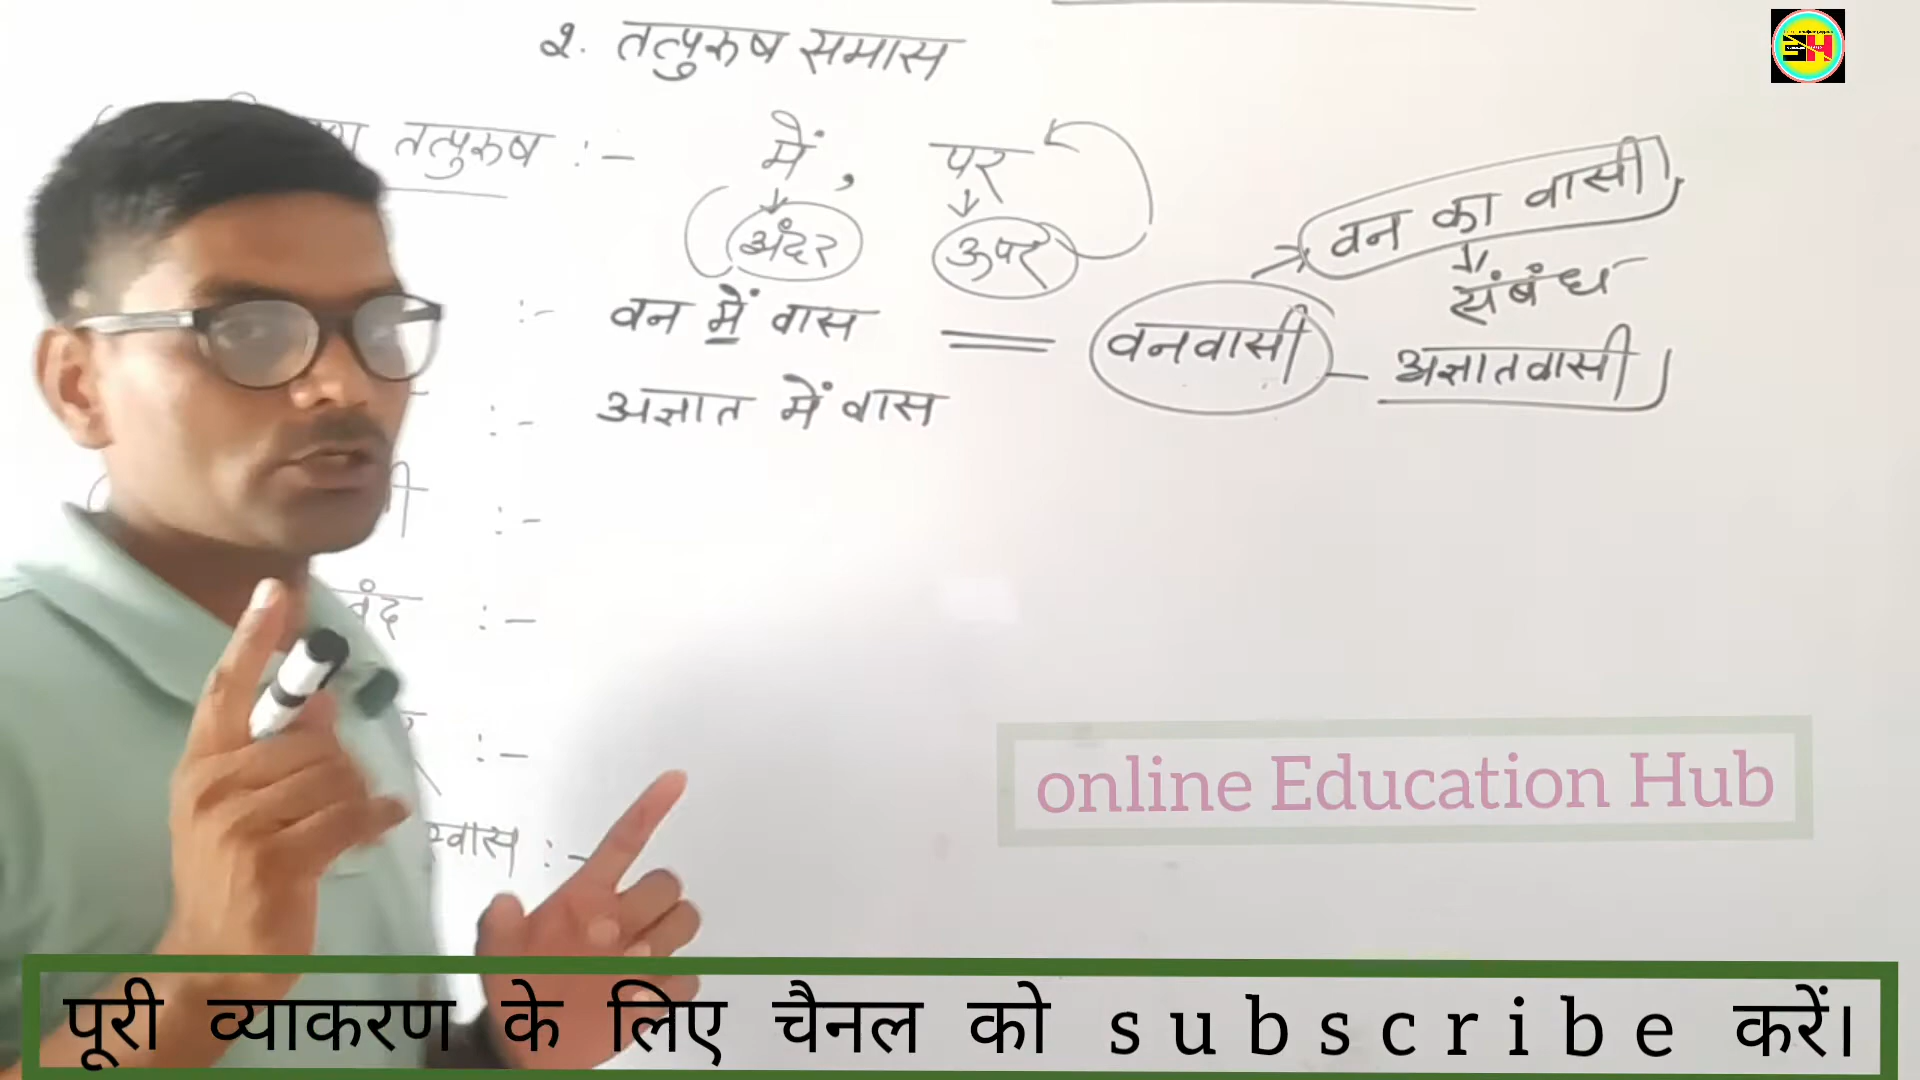 2. तत्पुरुष समास
तत्पुरुष :- में, पर
अंदर ऊपर
वन का वासी
संबंध
:- वन में वास = वनवासी - अज्ञातवासी
:- अज्ञात में वास
:-
:-
:-
:-
online Education Hub
पूरी व्याकरण के लिए चैनल को subscribe करें।